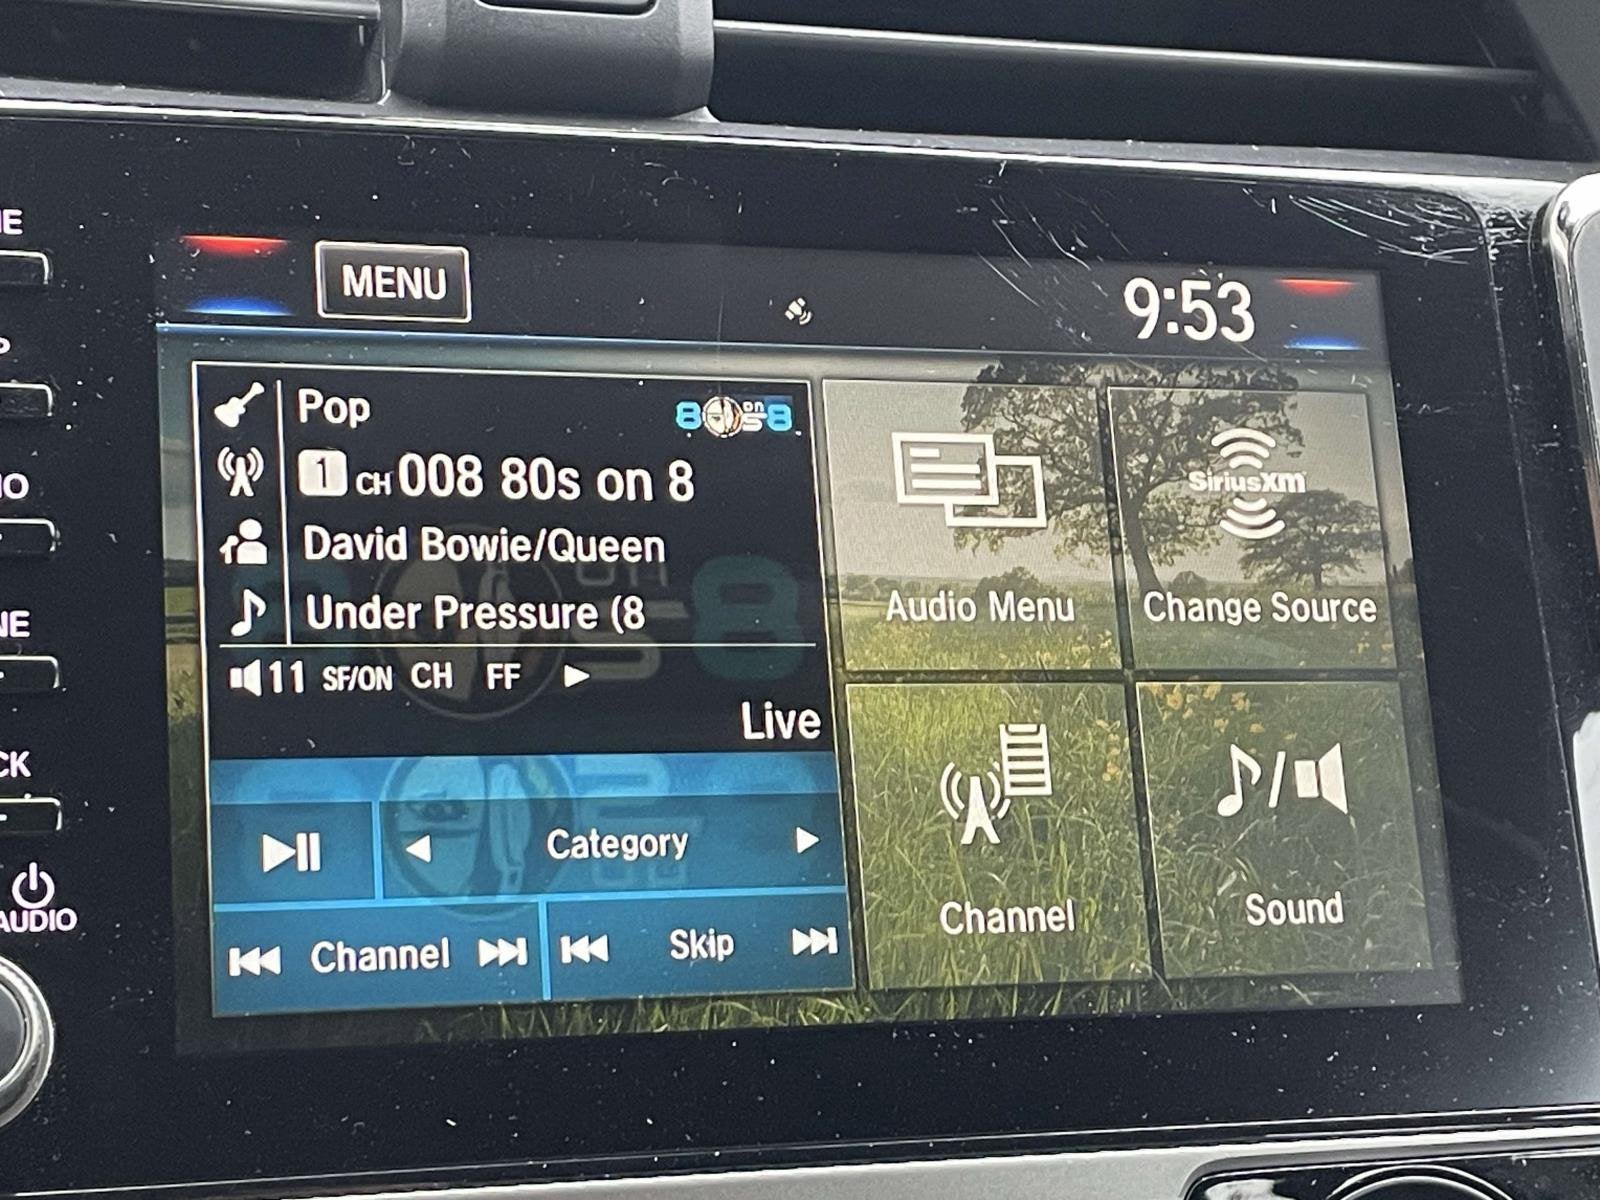 MENU
9:53
Pop
80s on 8
1 CH 008 80s on 8
David Bowie/Queen
Under Pressure (8
11 SF/ON CH FF
Live
Category
Channel
Skip
Audio Menu
SiriusXM
Change Source
Channel
Sound
AUDIO